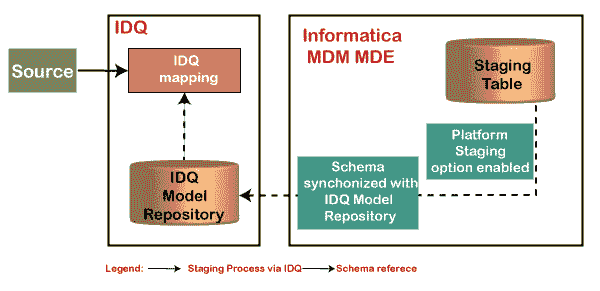 IDQ
Source
IDQ
mapping
IDQ
Model
Repository
Informatica
MDM MDE
Staging
Table
Platform
Staging
option enabled
Schema
synchonized with
IDQ Model
Repository
Legend: Staging Process via IDQ Schema referece